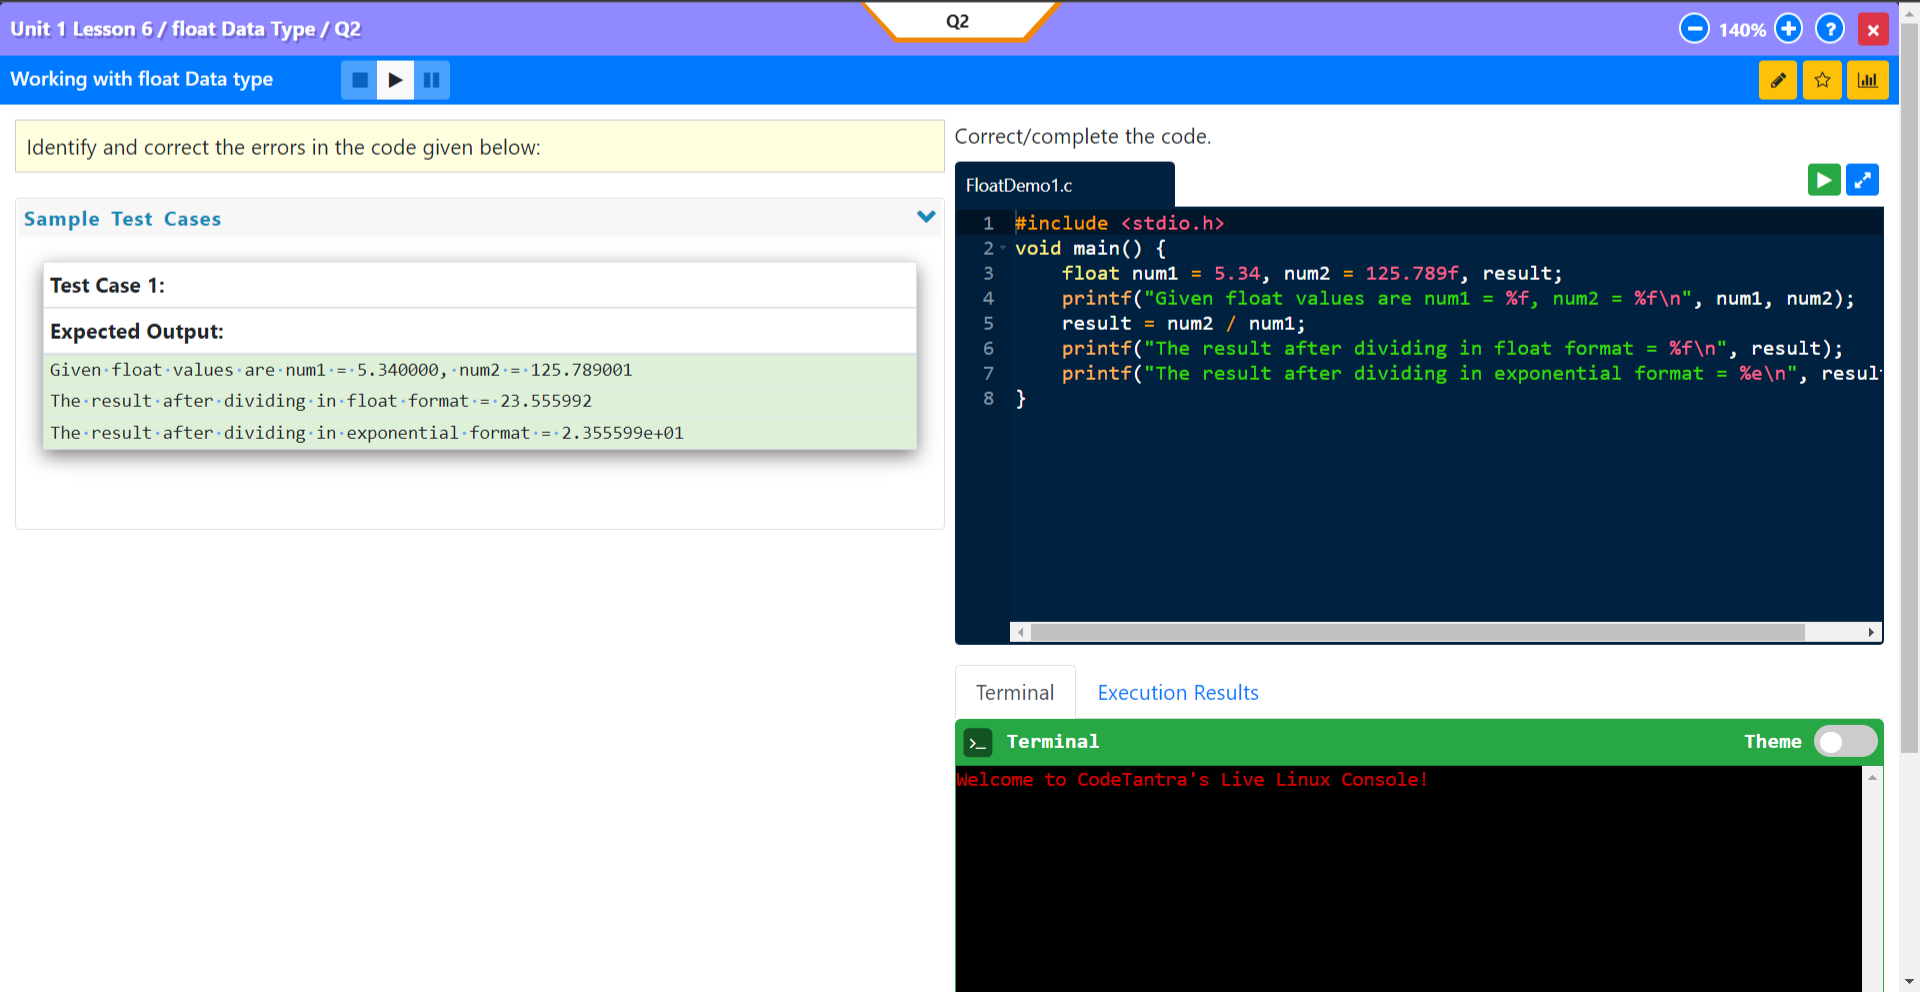 Unit 1 Lesson 6 / float Data Type / Q2
Q2
140%
?
Working with float Data type
Identify and correct the errors in the code given below:
Sample Test Cases
Test Case 1:
Expected Output:
Given·float·values·are·num1·=·5.340000,·num2·=·125.789001
The·result·after·dividing·in·float·format·=·23.555992
The·result·after·dividing·in·exponential·format·=·2.355599e+01
Correct/complete the code.
FloatDemo1.c
1 #include <stdio.h>
2 void main() {
3     float num1 = 5.34, num2 = 125.789f, result;
4     printf("Given float values are num1 = %f, num2 = %f\n", num1, num2);
5     result = num2 / num1;
6     printf("The result after dividing in float format = %f\n", result);
7     printf("The result after dividing in exponential format = %e\n", resul
8 }
Terminal
Execution Results
>_ Terminal
Theme
Welcome to CodeTantra's Live Linux Console!